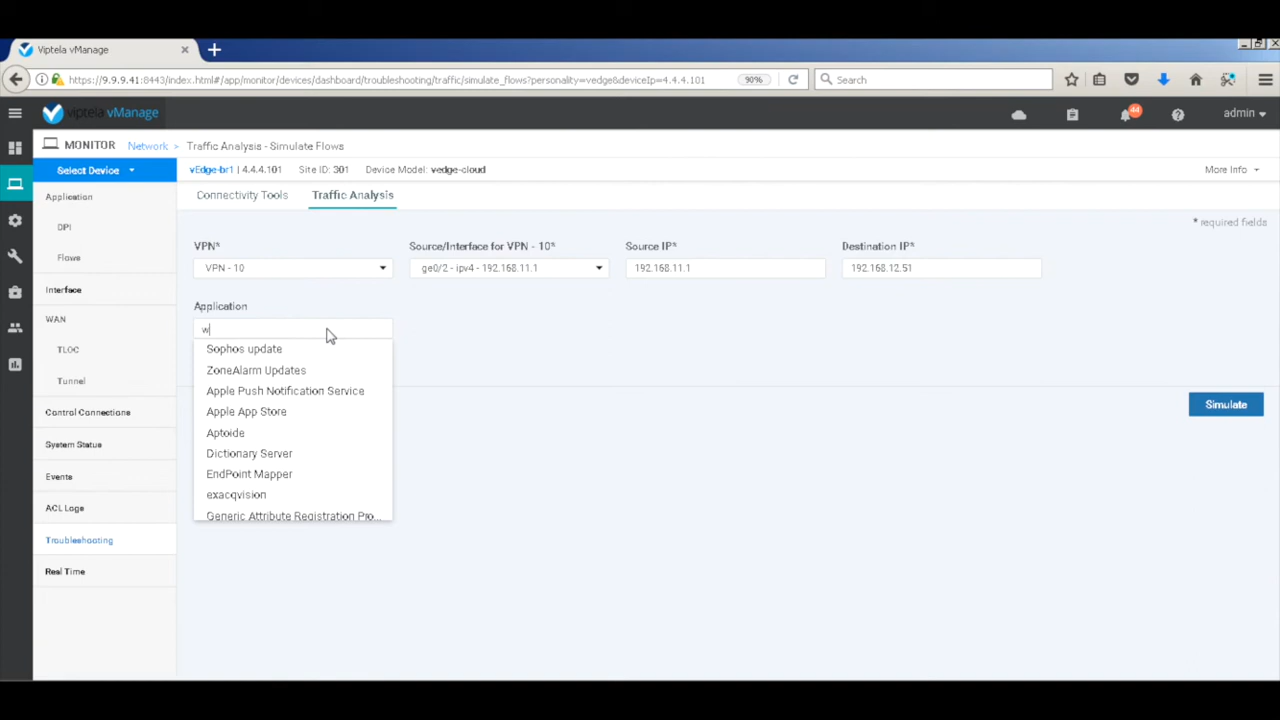 Viptela vManage
https://9.9.9.41:8443/index.html#/app/monitor/devices/dashboard/troubleshooting/traffic/simulate_flows?personality=vedge&deviceIp=4.4.4.101
90%
Search
viptela vManage
44
admin
MONITOR
Network >
Traffic Analysis - Simulate Flows
Select Device
vEdge-br1 | 4.4.4.101 Site ID: 301 Device Model: vedge-cloud
More Info
Application
DPI
Flows
Interface
WAN
TLOC
Tunnel
Control Connections
System Status
Events
ACL Logs
Troubleshooting
Real Time
Connectivity Tools
Traffic Analysis
* required fields
VPN*
VPN - 10
Source/Interface for VPN - 10*
ge0/2 - ipv4 - 192.168.11.1
Source IP*
192.168.11.1
Destination IP*
192.168.12.51
Application
w
Sophos update
ZoneAlarm Updates
Apple Push Notification Service
Apple App Store
Aptoide
Dictionary Server
EndPoint Mapper
exacqvision
Generic Attribute Registration Pro...
Simulate